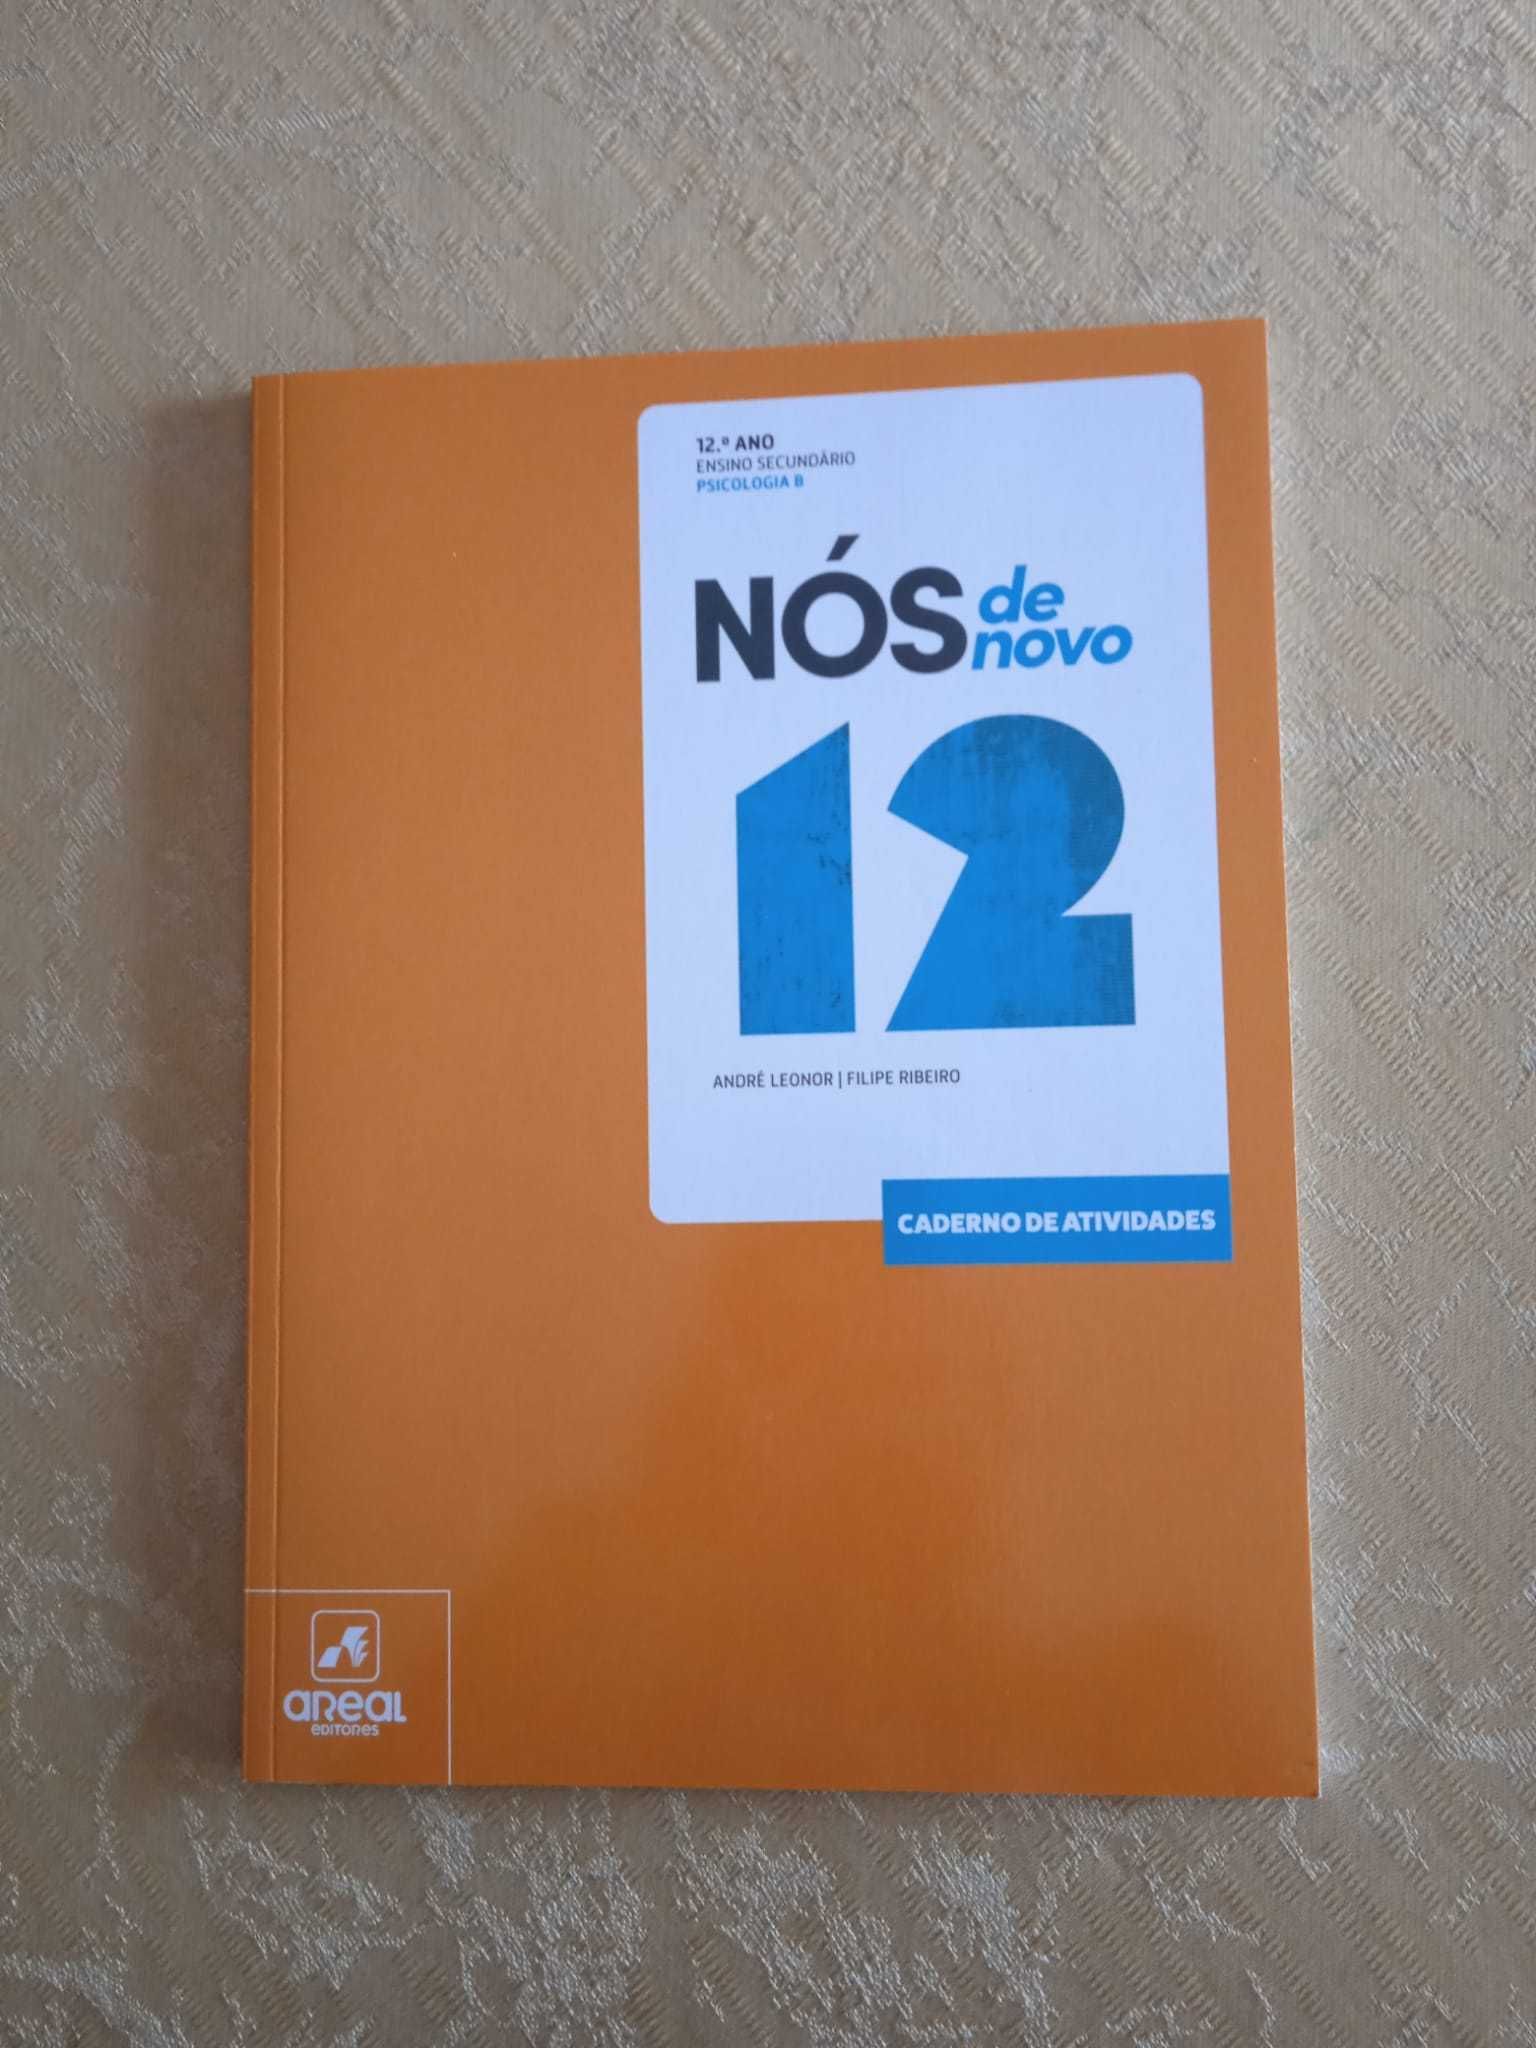 12.º ANO
ENSINO SECUNDÁRIO
PSICOLOGIA B
NÓS de novo
12
ANDRÉ LEONOR | FILIPE RIBEIRO
CADERNO DE ATIVIDADES
aReaL
EDITORES